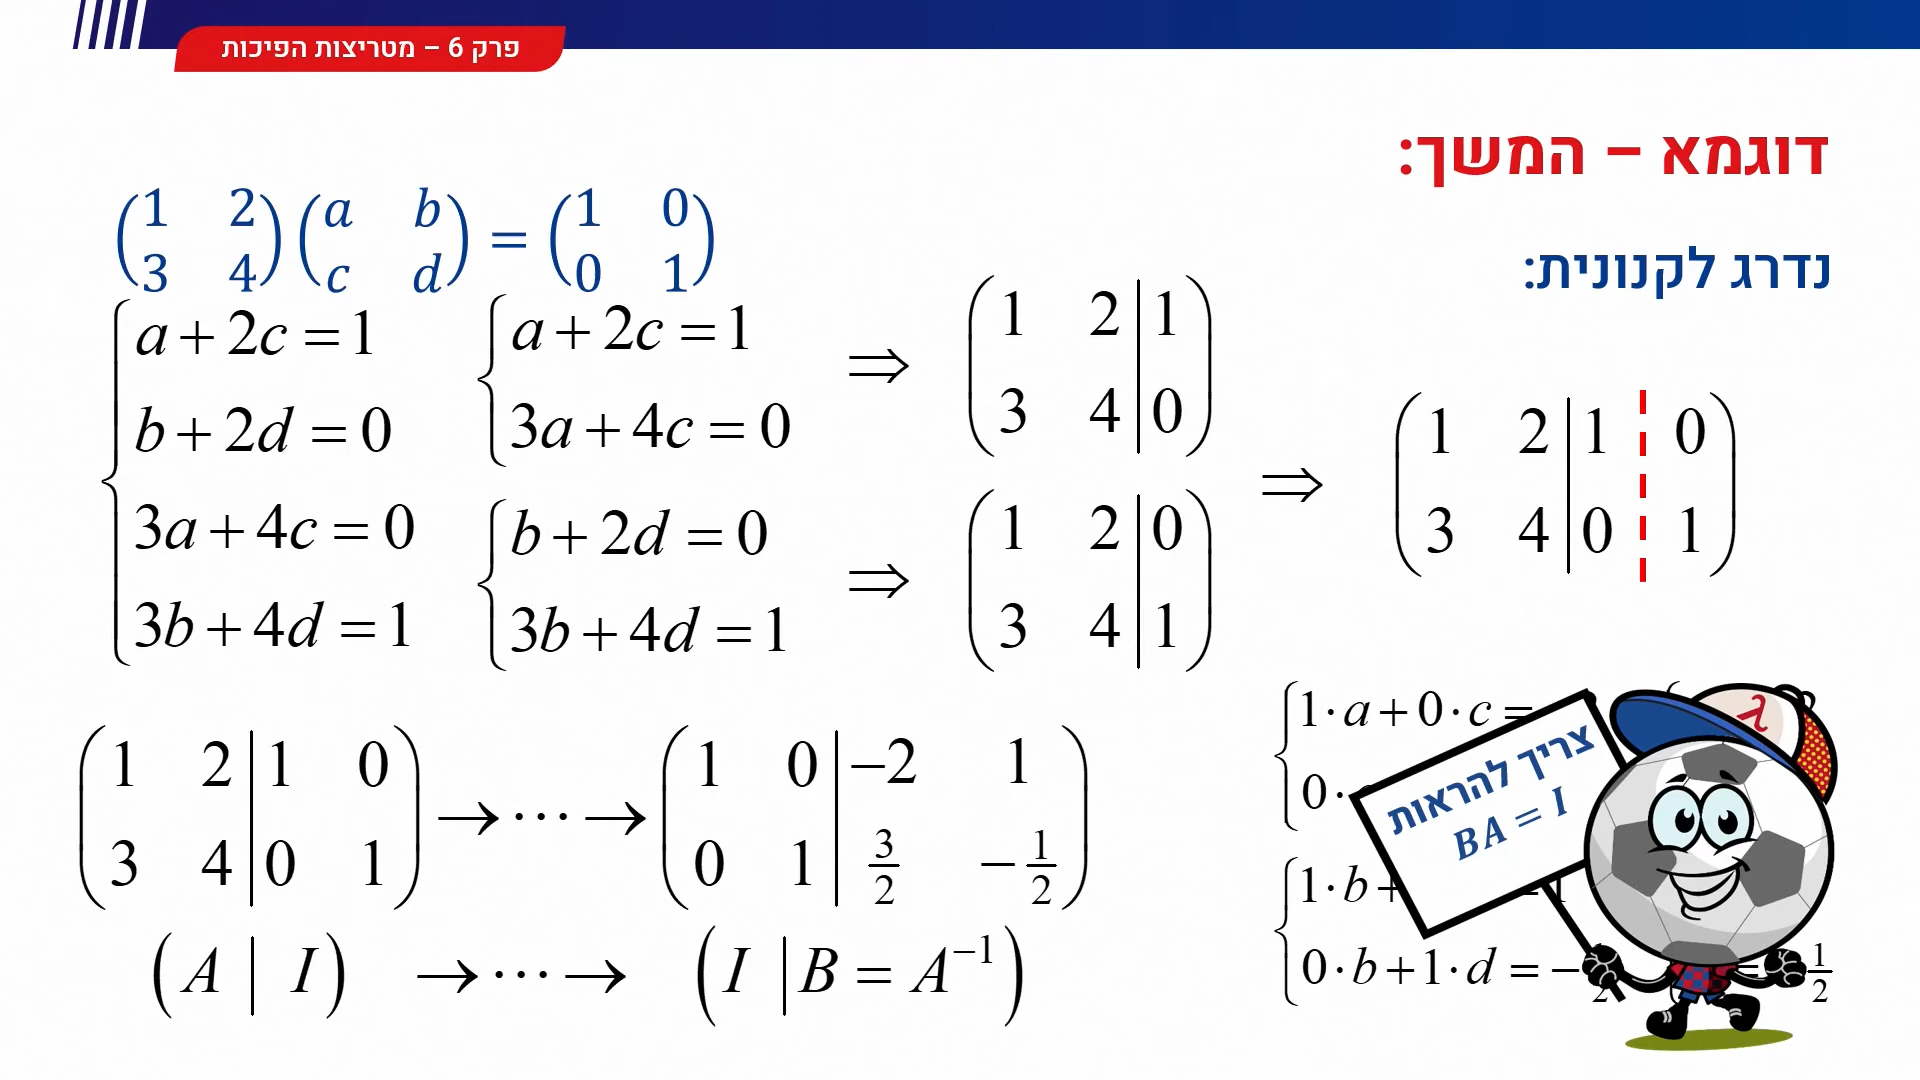 פרק 6 – מטריצות הפיכות
דוגמא – המשך:
נדרג לקנונית:
(1 2 ; 3 4)(a b ; c d) = (1 0 ; 0 1)
a + 2c = 1
b + 2d = 0
3a + 4c = 0
3b + 4d = 1
a + 2c = 1
3a + 4c = 0
⇒ (1 2 | 1 ; 3 4 | 0)
b + 2d = 0
3b + 4d = 1
⇒ (1 2 | 0 ; 3 4 | 1)
⇒ (1 2 | 1 ¦ 0 ; 3 4 | 0 ¦ 1)
(1 2 | 1 0 ; 3 4 | 0 1) → ⋯ → (1 0 | −2 1 ; 0 1 | 3/2 −1/2)
(A | I) → ⋯ → (I | B = A⁻¹)
1·a + 0·c =
0·
1·b +
0·b + 1·d = −
1/2
צריך להראות
BA = I
λ